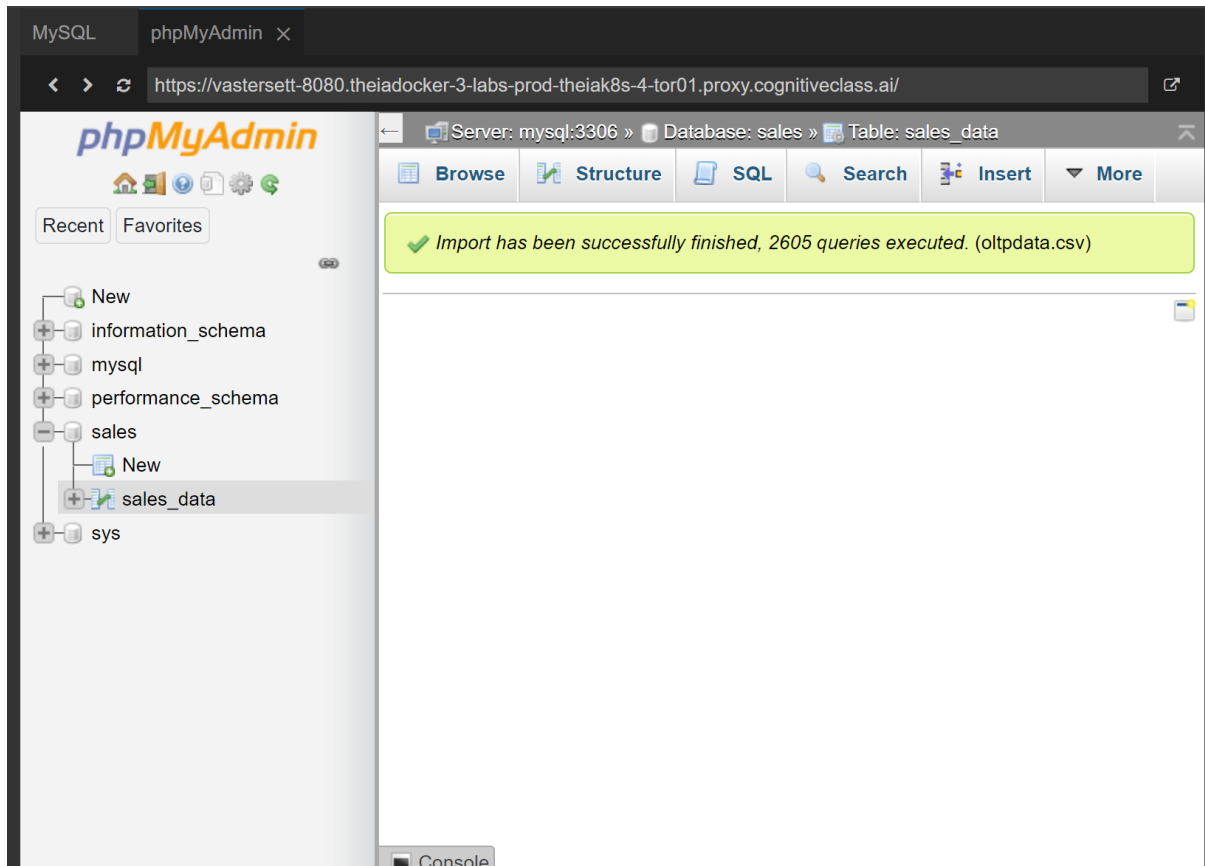 MySQL phpMyAdmin
https://vastersett-8080.theiadocker-3-labs-prod-theiak8s-4-tor01.proxy.cognitiveclass.ai/
phpMyAdmin
Recent Favorites
New
information_schema
mysql
performance_schema
sales
New
sales_data
sys
Server: mysql:3306 » Database: sales » Table: sales_data
Browse Structure SQL Search Insert More
Import has been successfully finished, 2605 queries executed. (oltpdata.csv)
Console